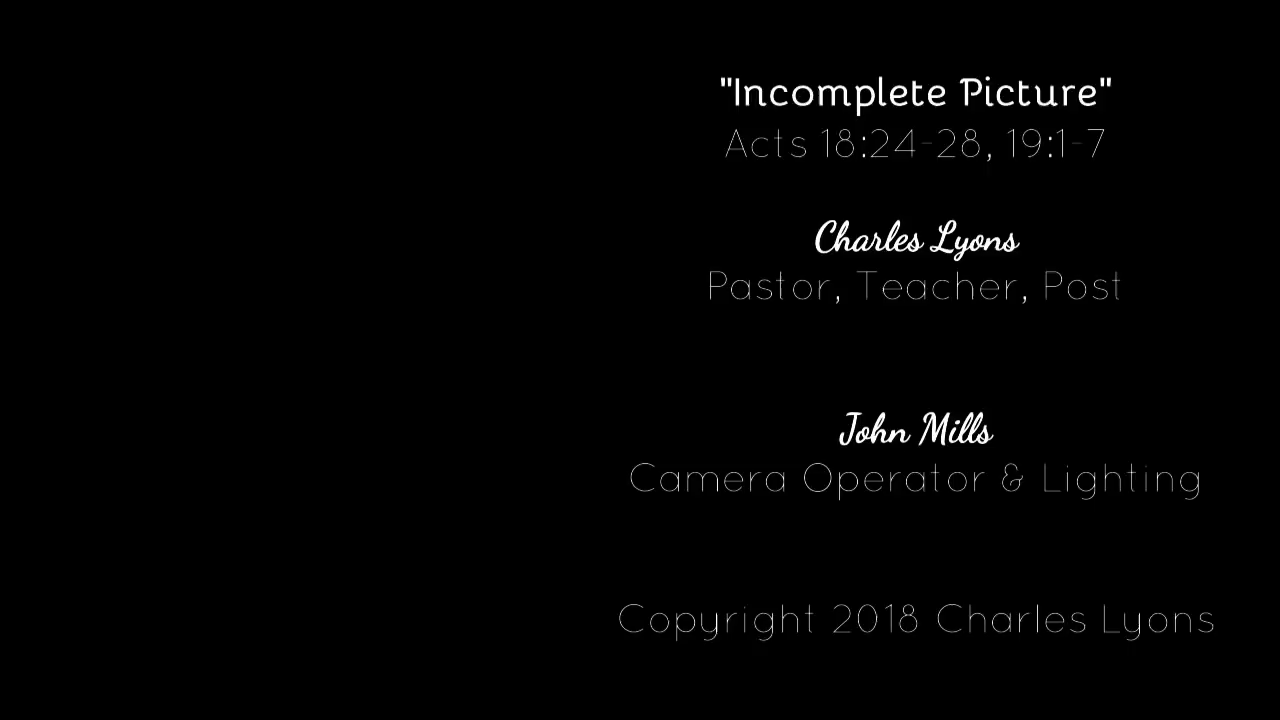 "Incomplete Picture"
Acts 18:24-28, 19:1-7
Charles Lyons
Pastor, Teacher, Post
John Mills
Camera Operator & Lighting
Copyright 2018 Charles Lyons